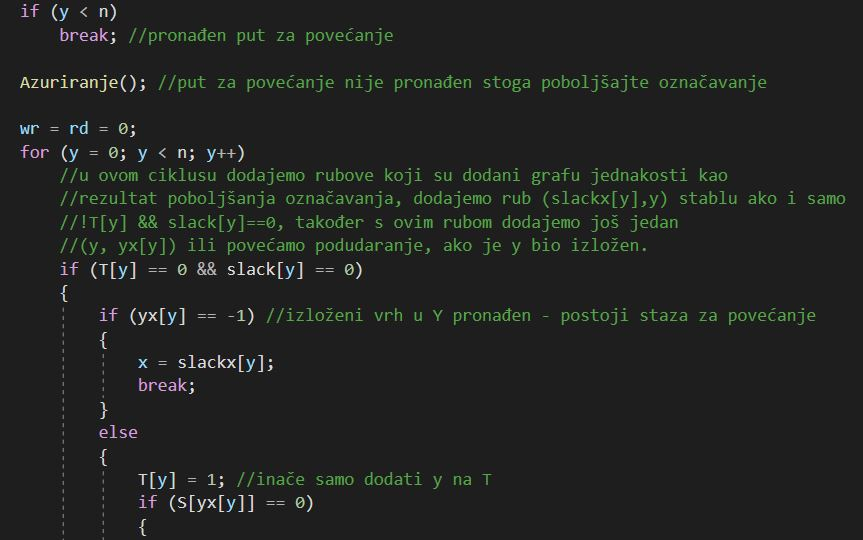 if (y < n)
break; //pronađen put za povećanje
Azuriranje(); //put za povećanje nije pronađen stoga poboljšajte označavanje
wr = rd = 0;
for (y = 0; y < n; y++)
//u ovom ciklusu dodajemo rubove koji su dodani grafu jednakosti kao
//rezultat poboljšanja označavanja, dodajemo rub (slackx[y],y) stablu ako i samo
//!T[y] && slack[y]==0, također s ovim rubom dodajemo još jedan
//(y, yx[y]) ili povećamo podudaranje, ako je y bio izložen.
if (T[y] == 0 && slack[y] == 0)
{
if (yx[y] == -1) //izloženi vrh u Y pronađen - postoji staza za povećanje
{
x = slackx[y];
break;
}
else
{
T[y] = 1; //inače samo dodati y na T
if (S[yx[y]] == 0)
{